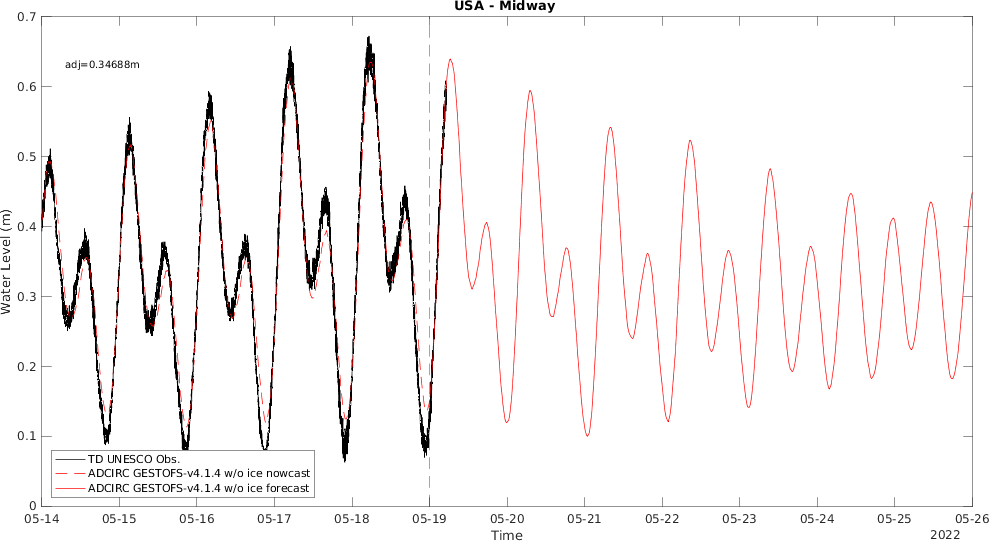 USA - Midway
0.7
adj=0.34688m
0.6
0.5
0.4
Water Level (m)
0.3
0.2
0.1
TD UNESCO Obs.
ADCIRC GESTOFS-v4.1.4 w/o ice nowcast
ADCIRC GESTOFS-v4.1.4 w/o ice forecast
0
05-14 05-15 05-16 05-17 05-18 05-19 05-20 05-21 05-22 05-23 05-24 05-25 05-26
Time
2022